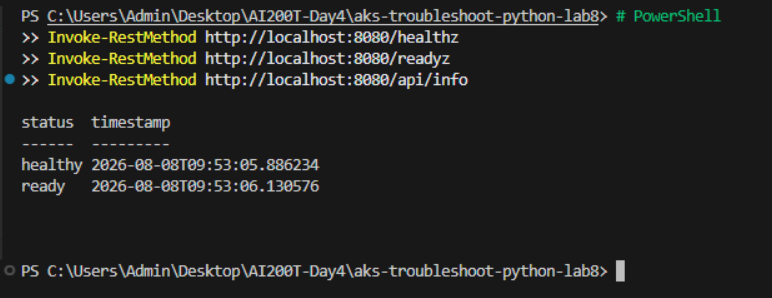 PS C:\Users\Admin\Desktop\AI200T-Day4\aks-troubleshoot-python-lab8> # PowerShell
>> Invoke-RestMethod http://localhost:8080/healthz
>> Invoke-RestMethod http://localhost:8080/readyz
>> Invoke-RestMethod http://localhost:8080/api/info
status  timestamp
------  ---------
healthy 2026-08-08T09:53:05.886234
ready   2026-08-08T09:53:06.130576
PS C:\Users\Admin\Desktop\AI200T-Day4\aks-troubleshoot-python-lab8>